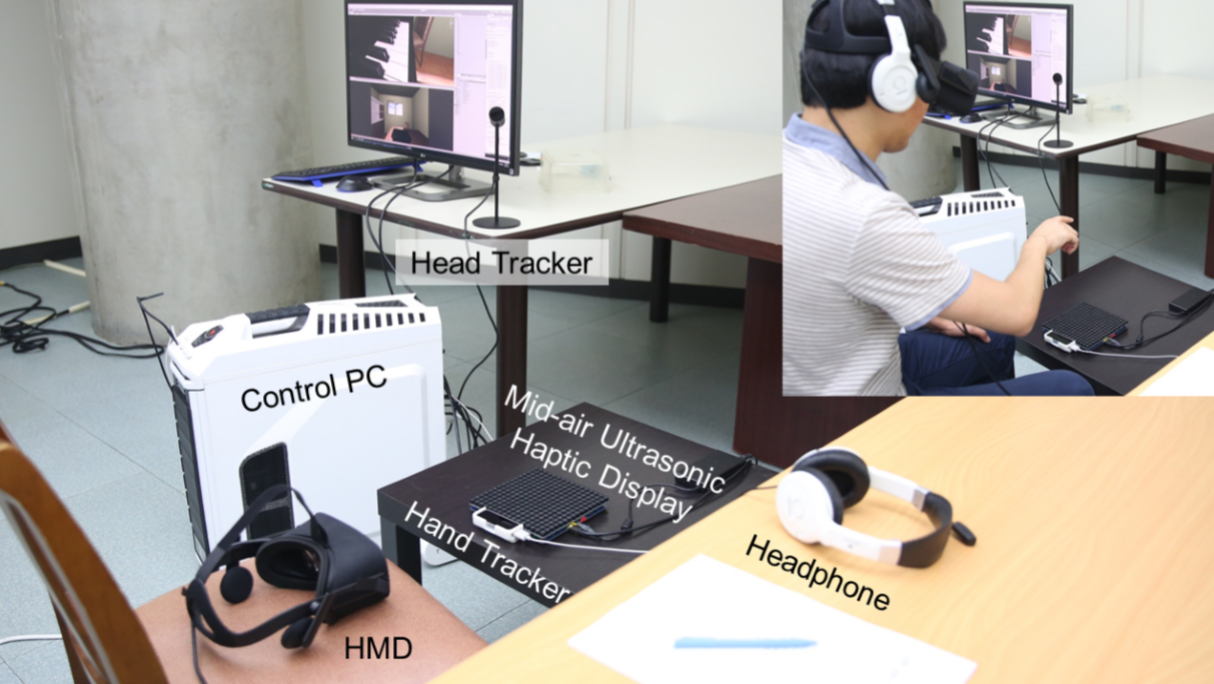 Head Tracker
Control PC
Mid-air Ultrasonic
Haptic Display
Hand Tracker
Headphone
HMD